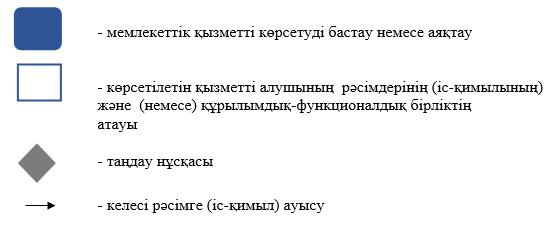 - мемлекеттік қызметті көрсетуді бастау немесе аяқтау
- көрсетілетін қызметті алушының рәсімдерінің (іс-қимылының)
және (немесе) құрылымдық-функционалдық бірліктің
атауы
- таңдау нұсқасы
- келесі рәсімге (іс-қимыл) ауысу